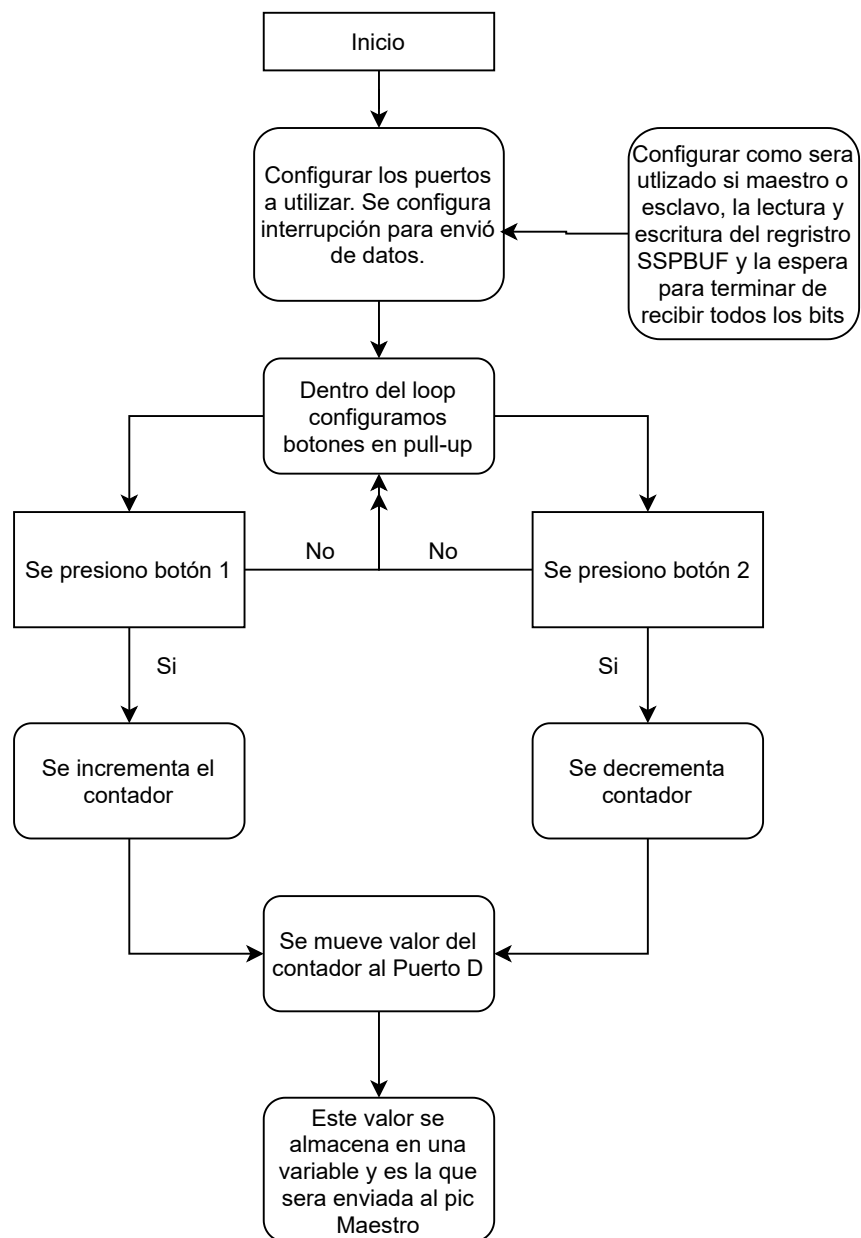 Inicio
Configurar los puertos
a utilizar. Se configura
interrupción para envió
de datos.
Configurar como sera
utlizado si maestro o
esclavo, la lectura y
escritura del regristro
SSPBUF y la espera
para terminar de
recibir todos los bits
Dentro del loop
configuramos
botones en pull-up
Se presiono botón 1
No
No
Se presiono botón 2
Si
Si
Se incrementa el
contador
Se decrementa
contador
Se mueve valor del
contador al Puerto D
Este valor se
almacena en una
variable y es la que
sera enviada al pic
Maestro